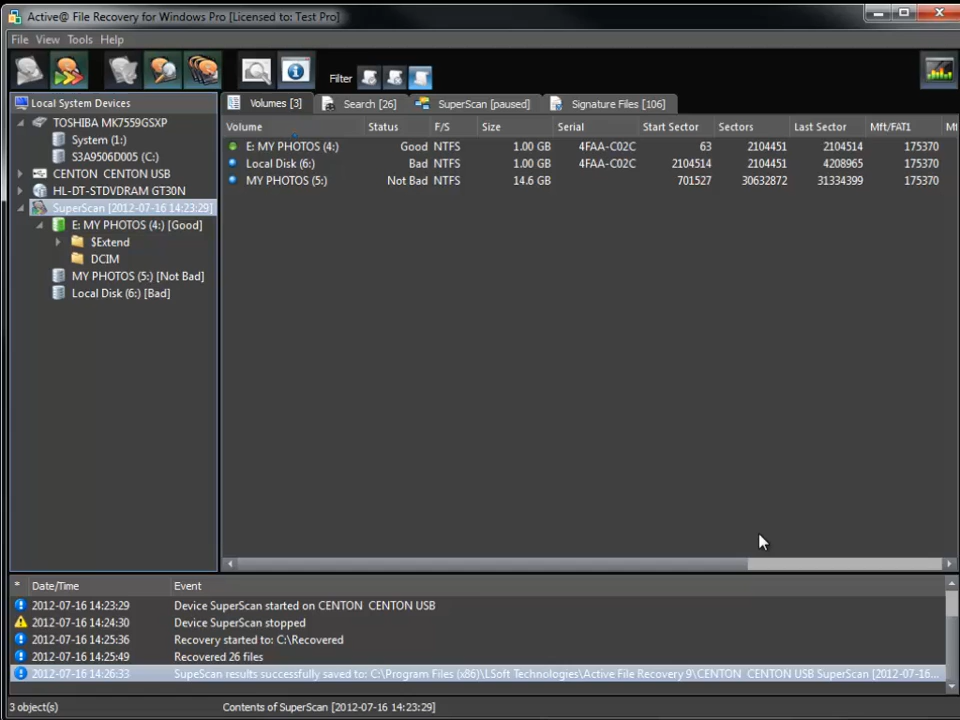 Active@ File Recovery for Windows Pro [Licensed to: Test Pro]
File View Tools Help
Filter
Local System Devices
TOSHIBA MK7559GSXP
System (1:)
S3A9506D005 (C:)
CENTON CENTON USB
HL-DT-STDVDRAM GT30N
SuperScan [2012-07-16 14:23:29]
E: MY PHOTOS (4:) [Good]
$Extend
DCIM
MY PHOTOS (5:) [Not Bad]
Local Disk (6:) [Bad]
Volumes [3] Search [26] SuperScan [paused] Signature Files [106]
Volume Status F/S Size Serial Start Sector Sectors Last Sector Mft/FAT1 M
E: MY PHOTOS (4:) Good NTFS 1.00 GB 4FAA-C02C 63 2104451 2104514 175370
Local Disk (6:) Bad NTFS 1.00 GB 4FAA-C02C 2104514 2104451 4208965 175370
MY PHOTOS (5:) Not Bad NTFS 14.6 GB 701527 30632872 31334399 175370
* Date/Time Event
2012-07-16 14:23:29 Device SuperScan started on CENTON CENTON USB
2012-07-16 14:24:30 Device SuperScan stopped
2012-07-16 14:25:36 Recovery started to: C:\Recovered
2012-07-16 14:25:49 Recovered 26 files
2012-07-16 14:26:33 SupeScan results successfully saved to: C:\Program Files (x86)\LSoft Technologies\Active File Recovery 9\CENTON CENTON USB SuperScan [2012-07-16...
3 object(s) Contents of SuperScan [2012-07-16 14:23:29]